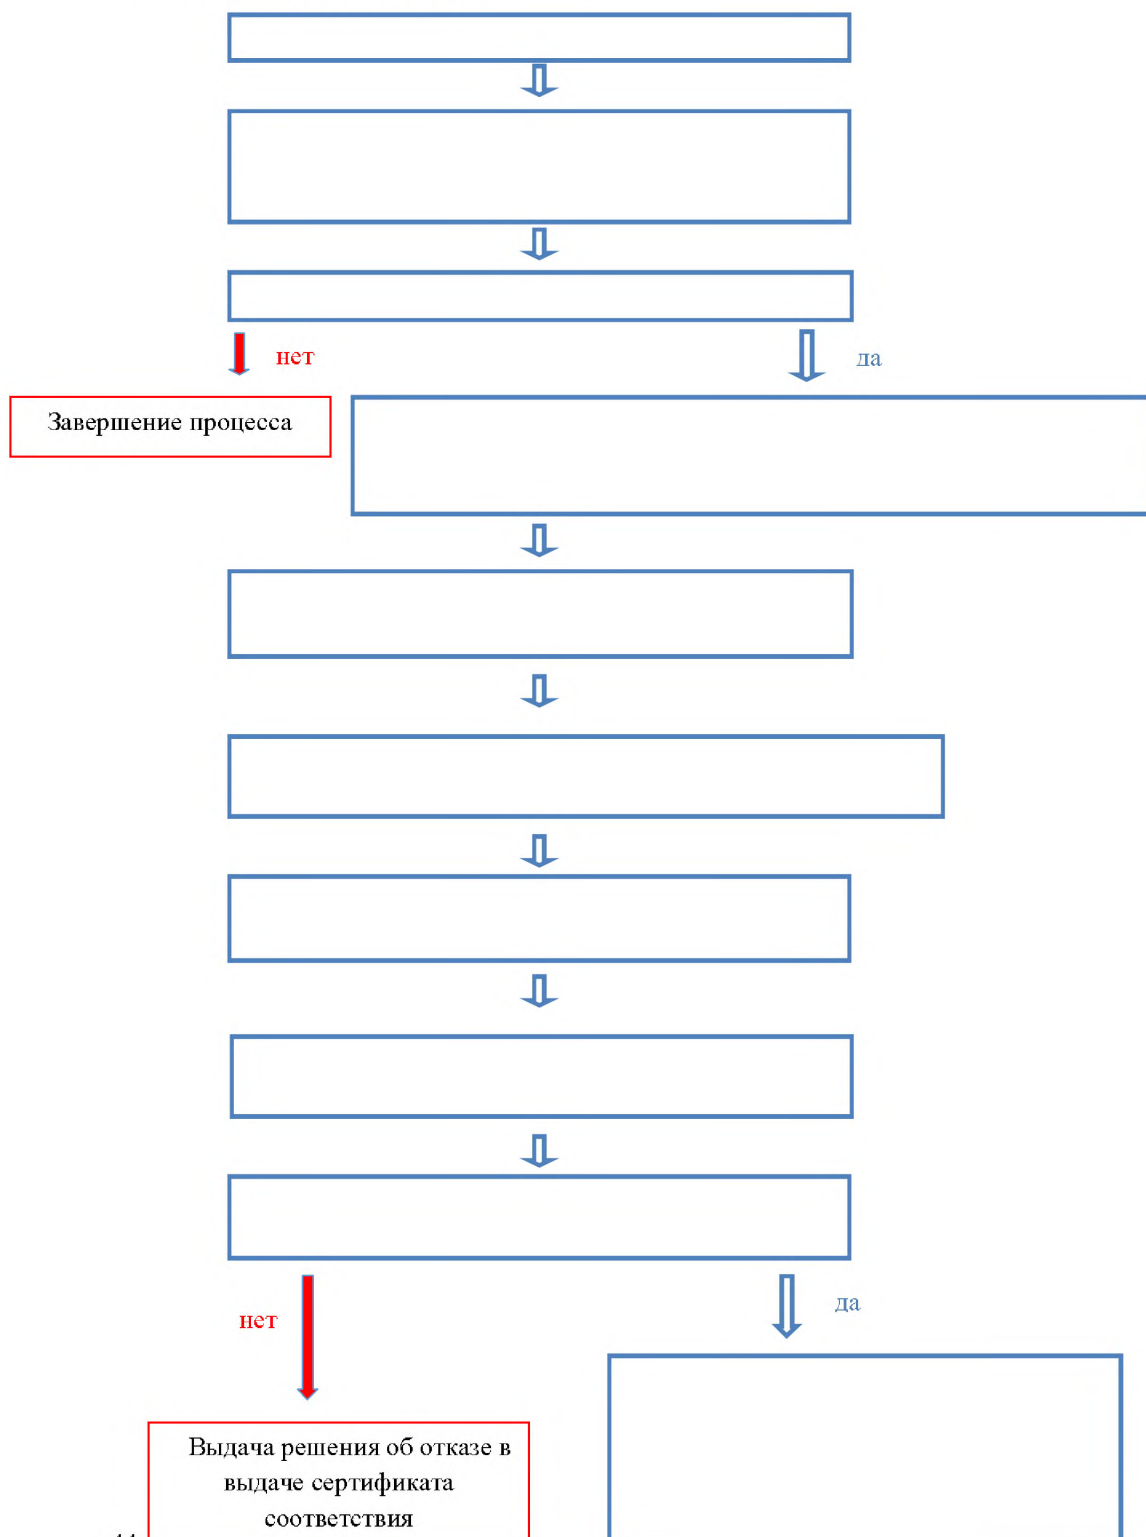 нет
да
Завершение процесса
нет
да
Выдача решения об отказе в
выдаче сертификата
соответствия